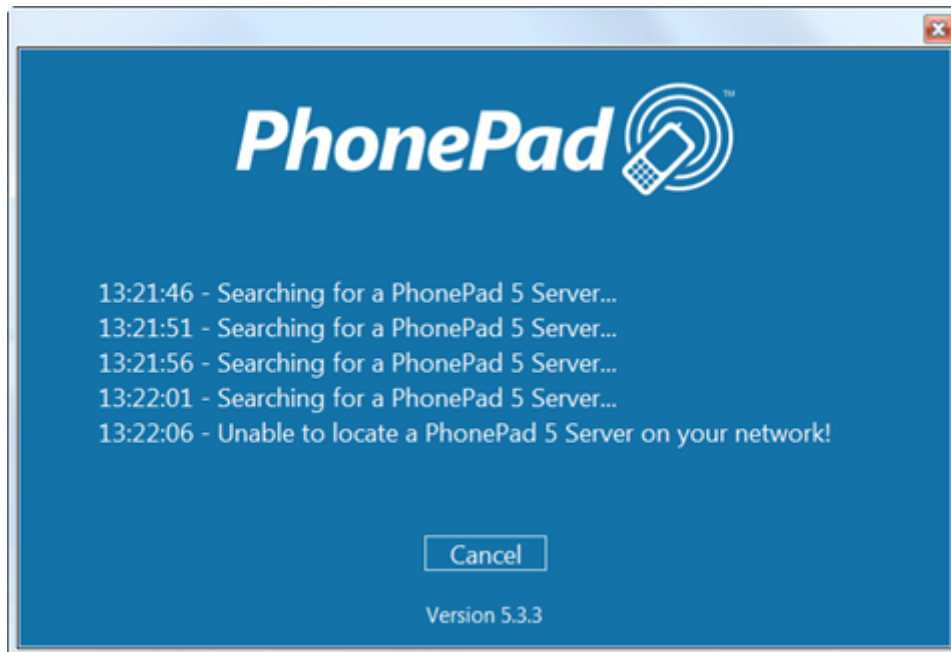 PhonePad™
13:21:46 - Searching for a PhonePad 5 Server...
13:21:51 - Searching for a PhonePad 5 Server...
13:21:56 - Searching for a PhonePad 5 Server...
13:22:01 - Searching for a PhonePad 5 Server...
13:22:06 - Unable to locate a PhonePad 5 Server on your network!
Cancel
Version 5.3.3